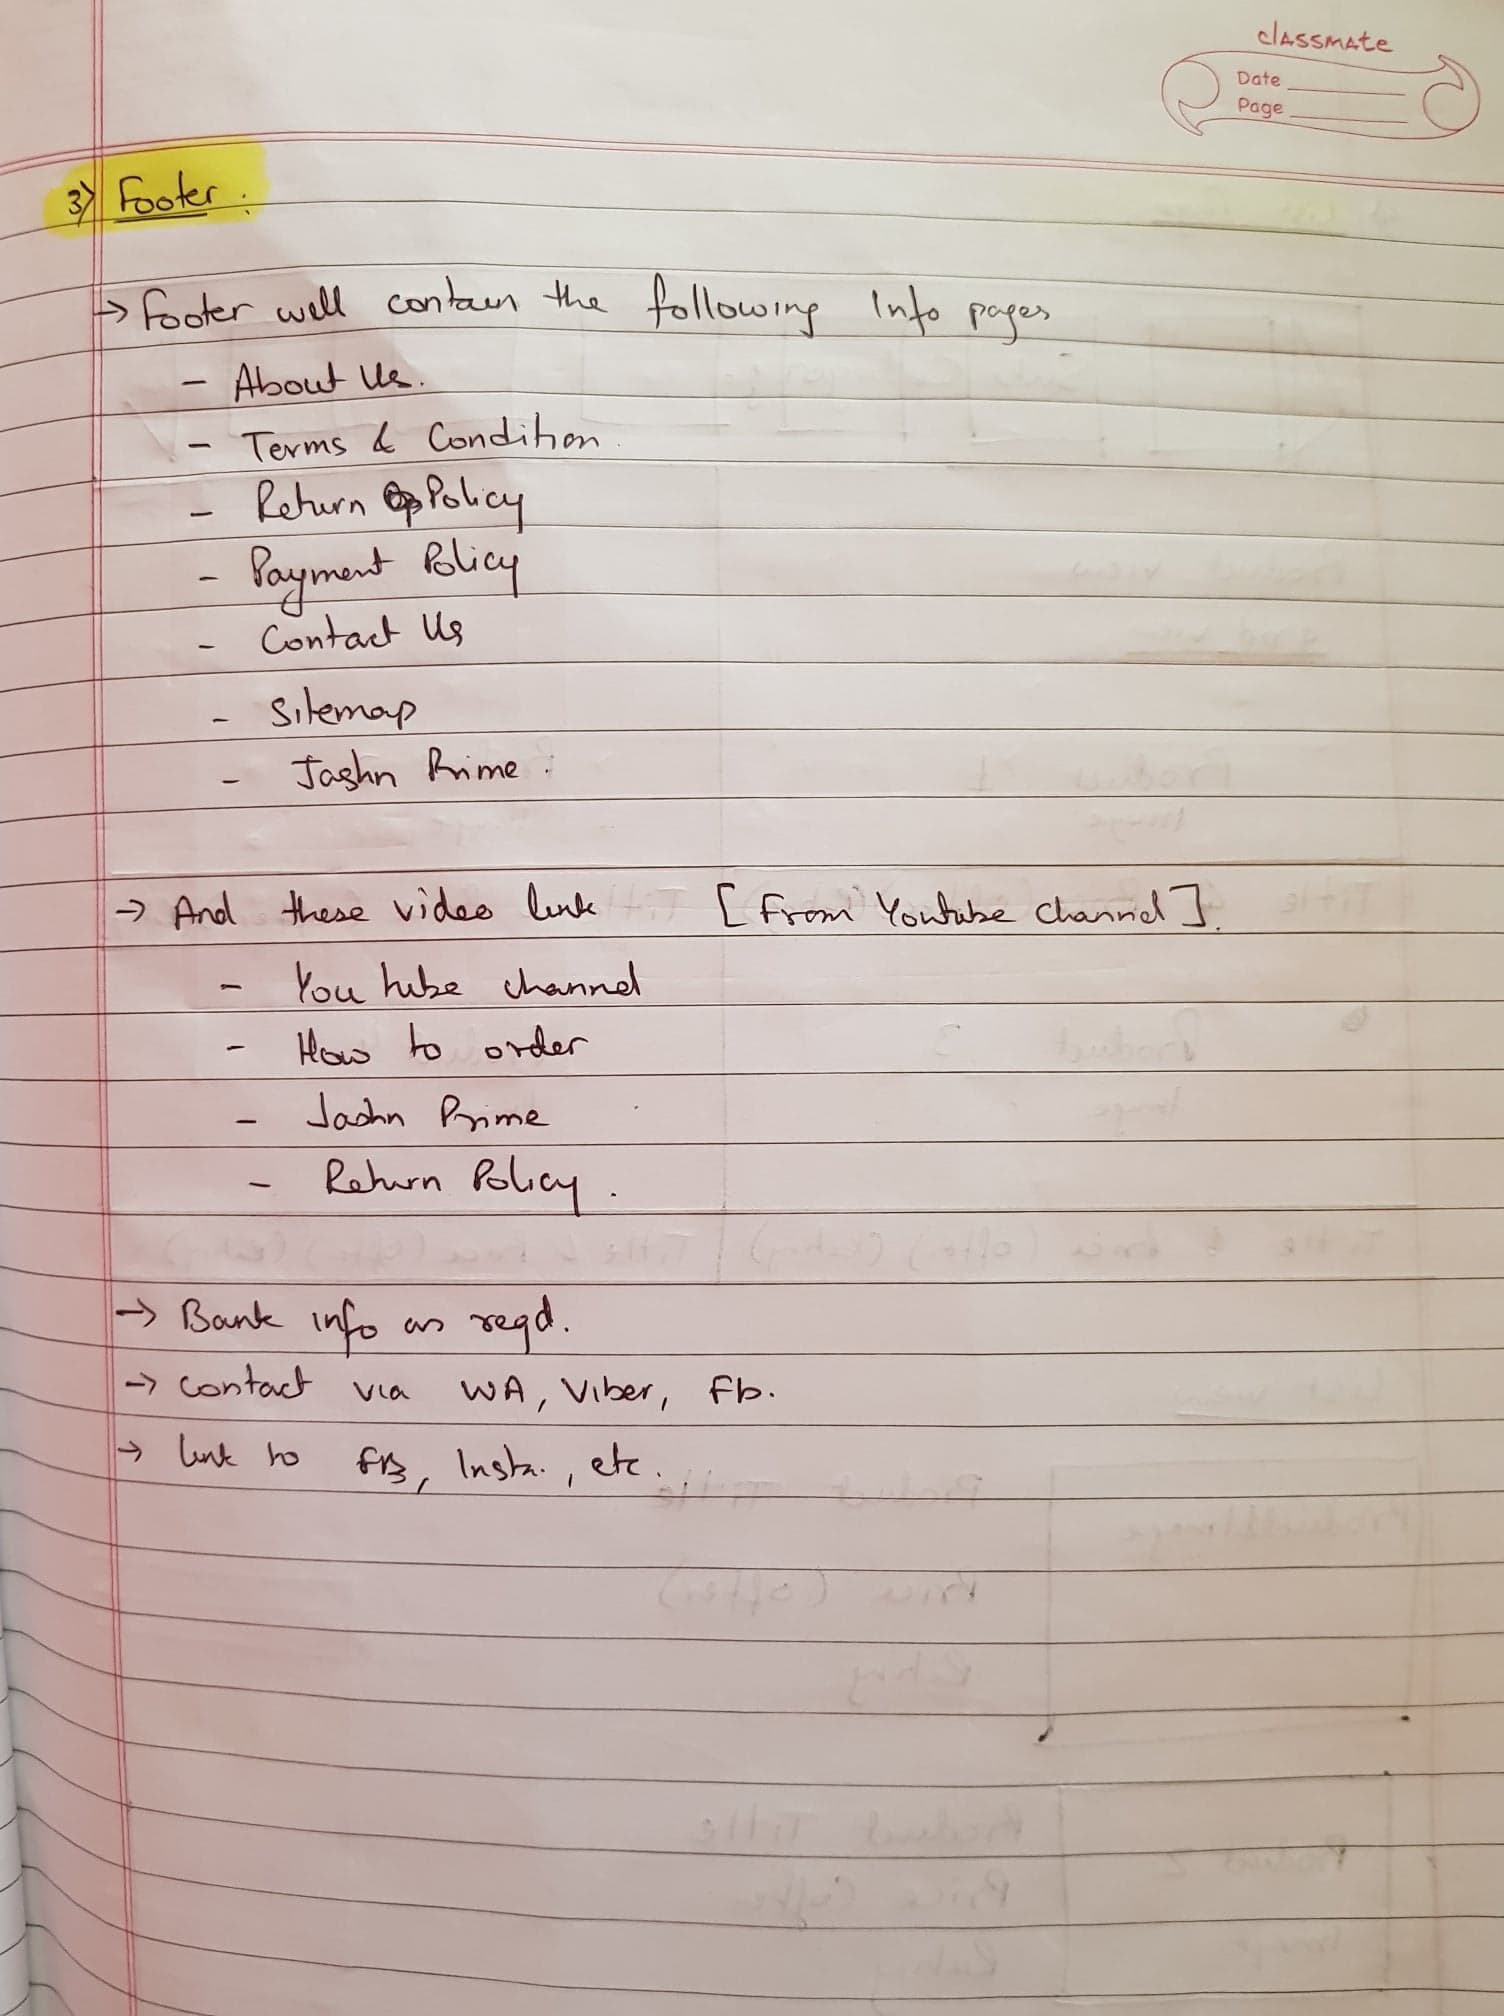 classmate
Date
Page
3) Footer :
→ Footer will contain the following Info pages
- About Us.
- Terms & Condition.
- Return Policy
- Payment Policy
- Contact Us
- Sitemap
- Jashn Prime.
→ And these video link [From Youtube channel].
- You tube channel
- How to order
- Jashn Prime
- Return Policy.
→ Bank info as reqd.
→ contact via WA, Viber, Fb.
→ link to FB, Insta., etc.